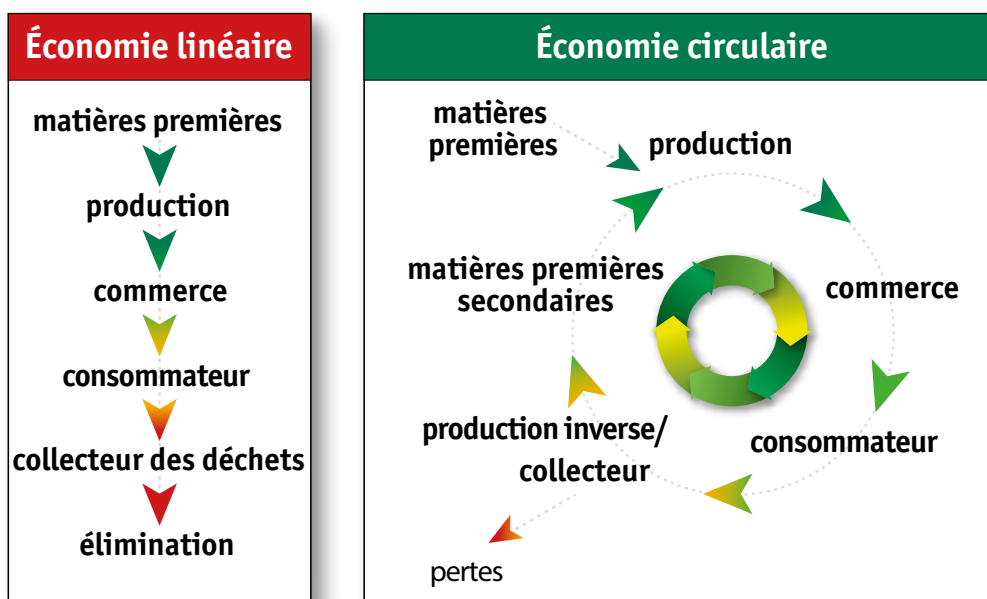 Économie linéaire
matières premières
production
commerce
consommateur
collecteur des déchets
élimination
Économie circulaire
matières
premières
production
commerce
consommateur
production inverse/
collecteur
pertes
matières premières
secondaires